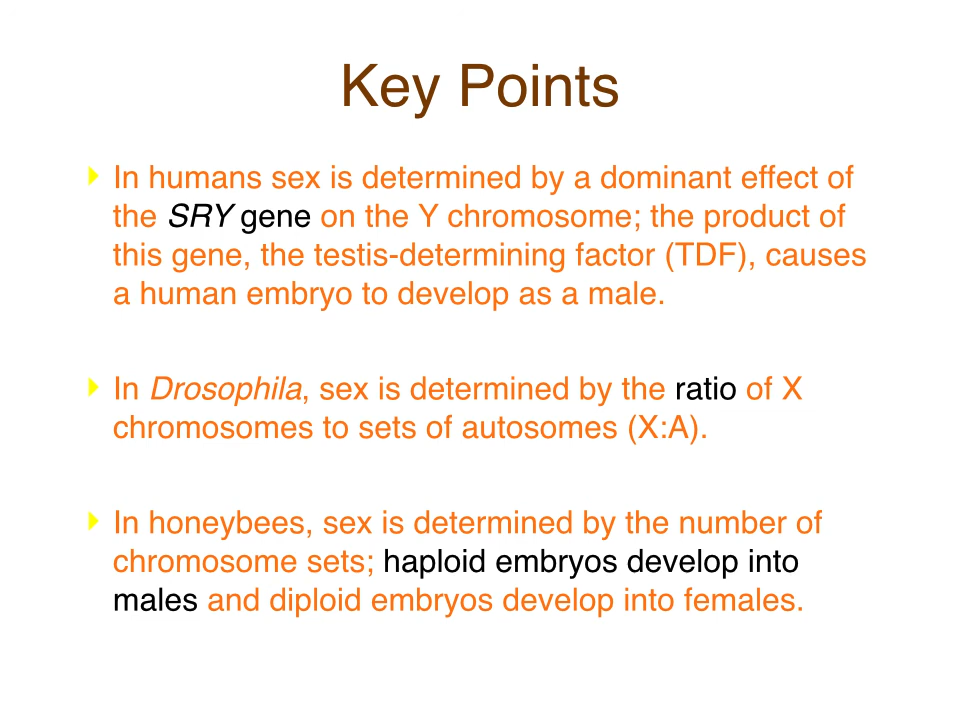 Key Points
In humans sex is determined by a dominant effect of
the SRY gene on the Y chromosome; the product of
this gene, the testis-determining factor (TDF), causes
a human embryo to develop as a male.
In Drosophila, sex is determined by the ratio of X
chromosomes to sets of autosomes (X:A).
In honeybees, sex is determined by the number of
chromosome sets; haploid embryos develop into
males and diploid embryos develop into females.